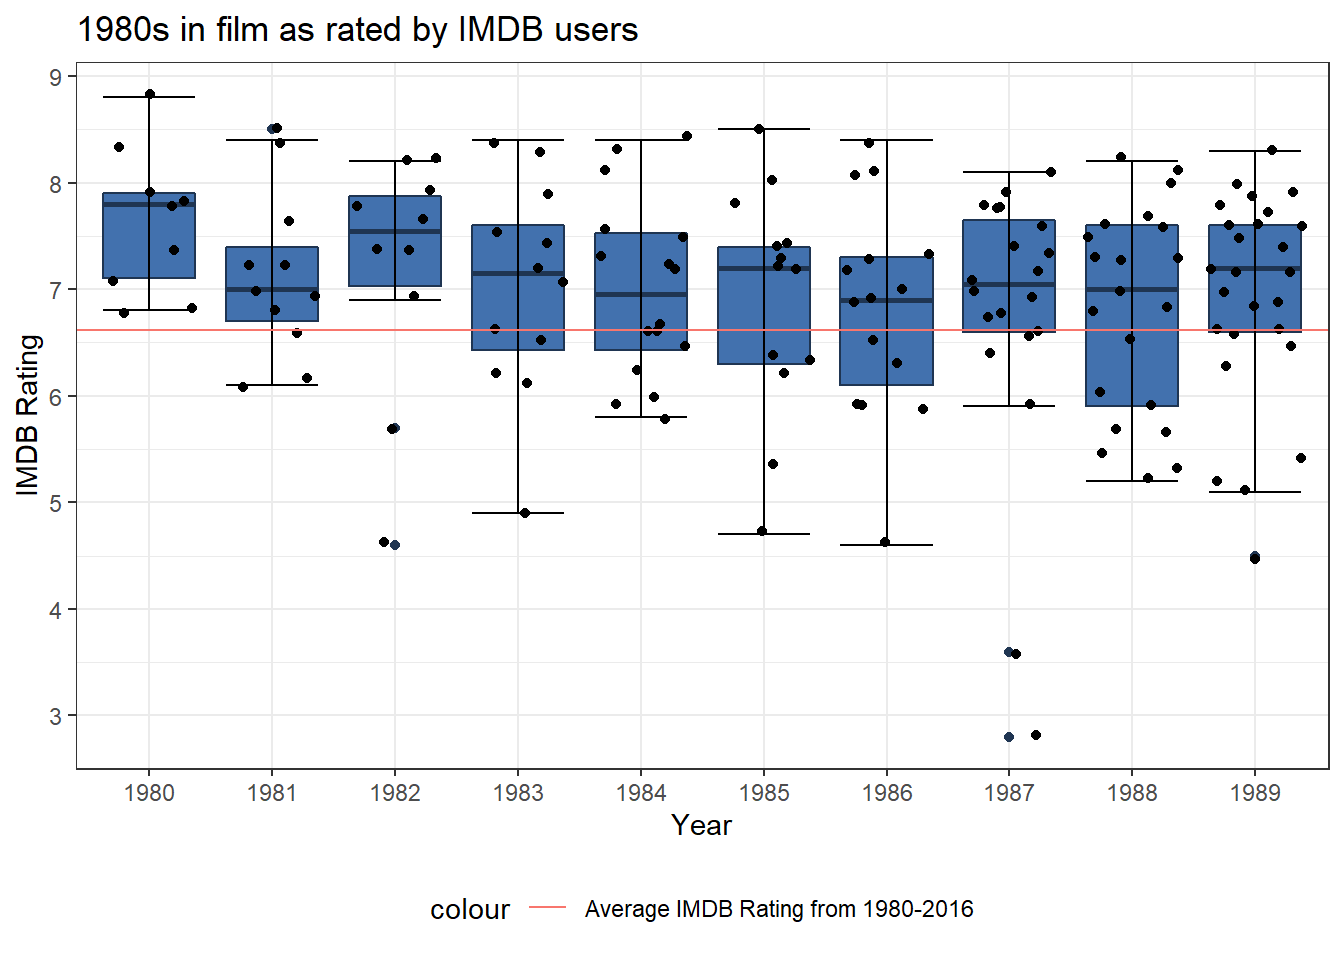 1980s in film as rated by IMDB users
IMDB Rating
9
8
7
6
5
4
3
1980 1981 1982 1983 1984 1985 1986 1987 1988 1989
Year
colour Average IMDB Rating from 1980-2016